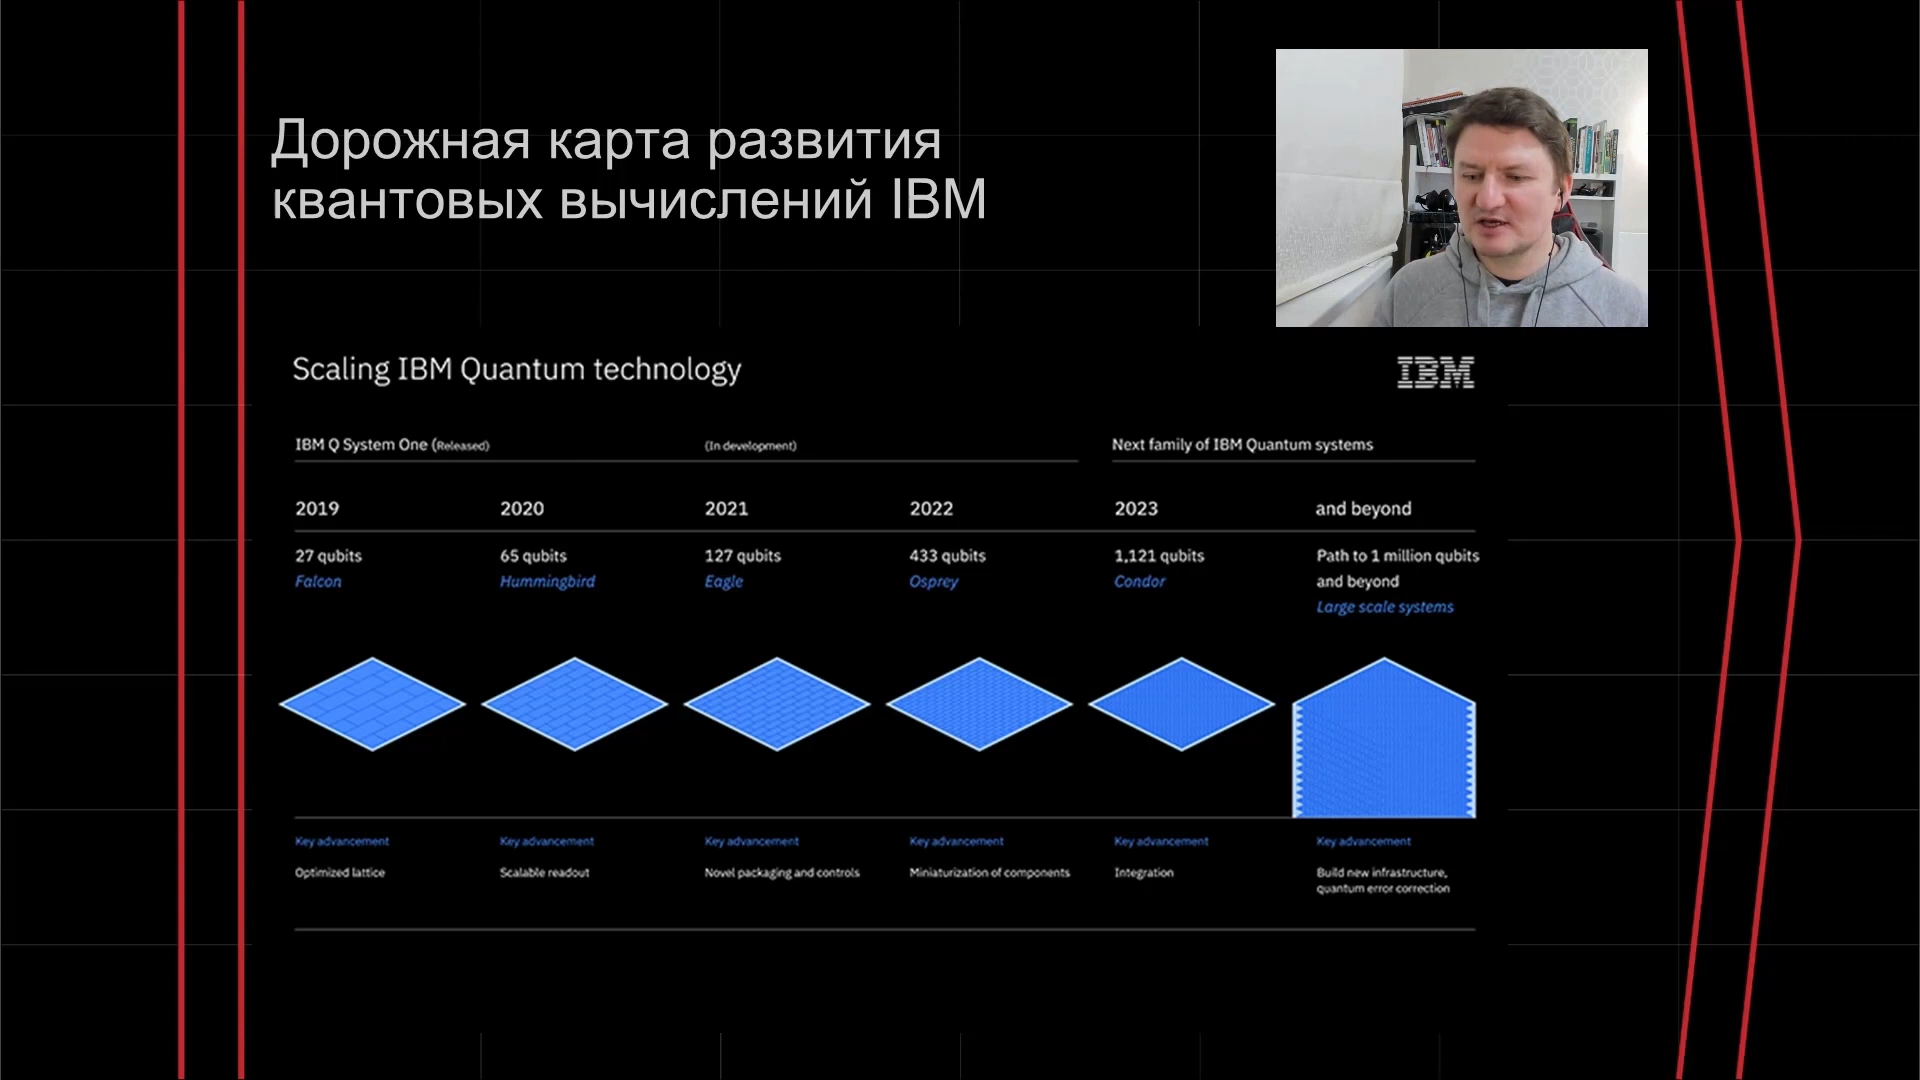 Дорожная карта развития
квантовых вычислений IBM
Scaling IBM Quantum technology
IBM
IBM Q System One (Released)
(In development)
Next family of IBM Quantum systems
2019
2020
2021
2022
2023
and beyond
27 qubits
65 qubits
127 qubits
433 qubits
1,121 qubits
Path to 1 million qubits
and beyond
Falcon
Hummingbird
Eagle
Osprey
Condor
Large scale systems
Key advancement
Key advancement
Key advancement
Key advancement
Key advancement
Key advancement
Optimized lattice
Scalable readout
Novel packaging and controls
Miniaturization of components
Integration
Build new infrastructure,
quantum error correction